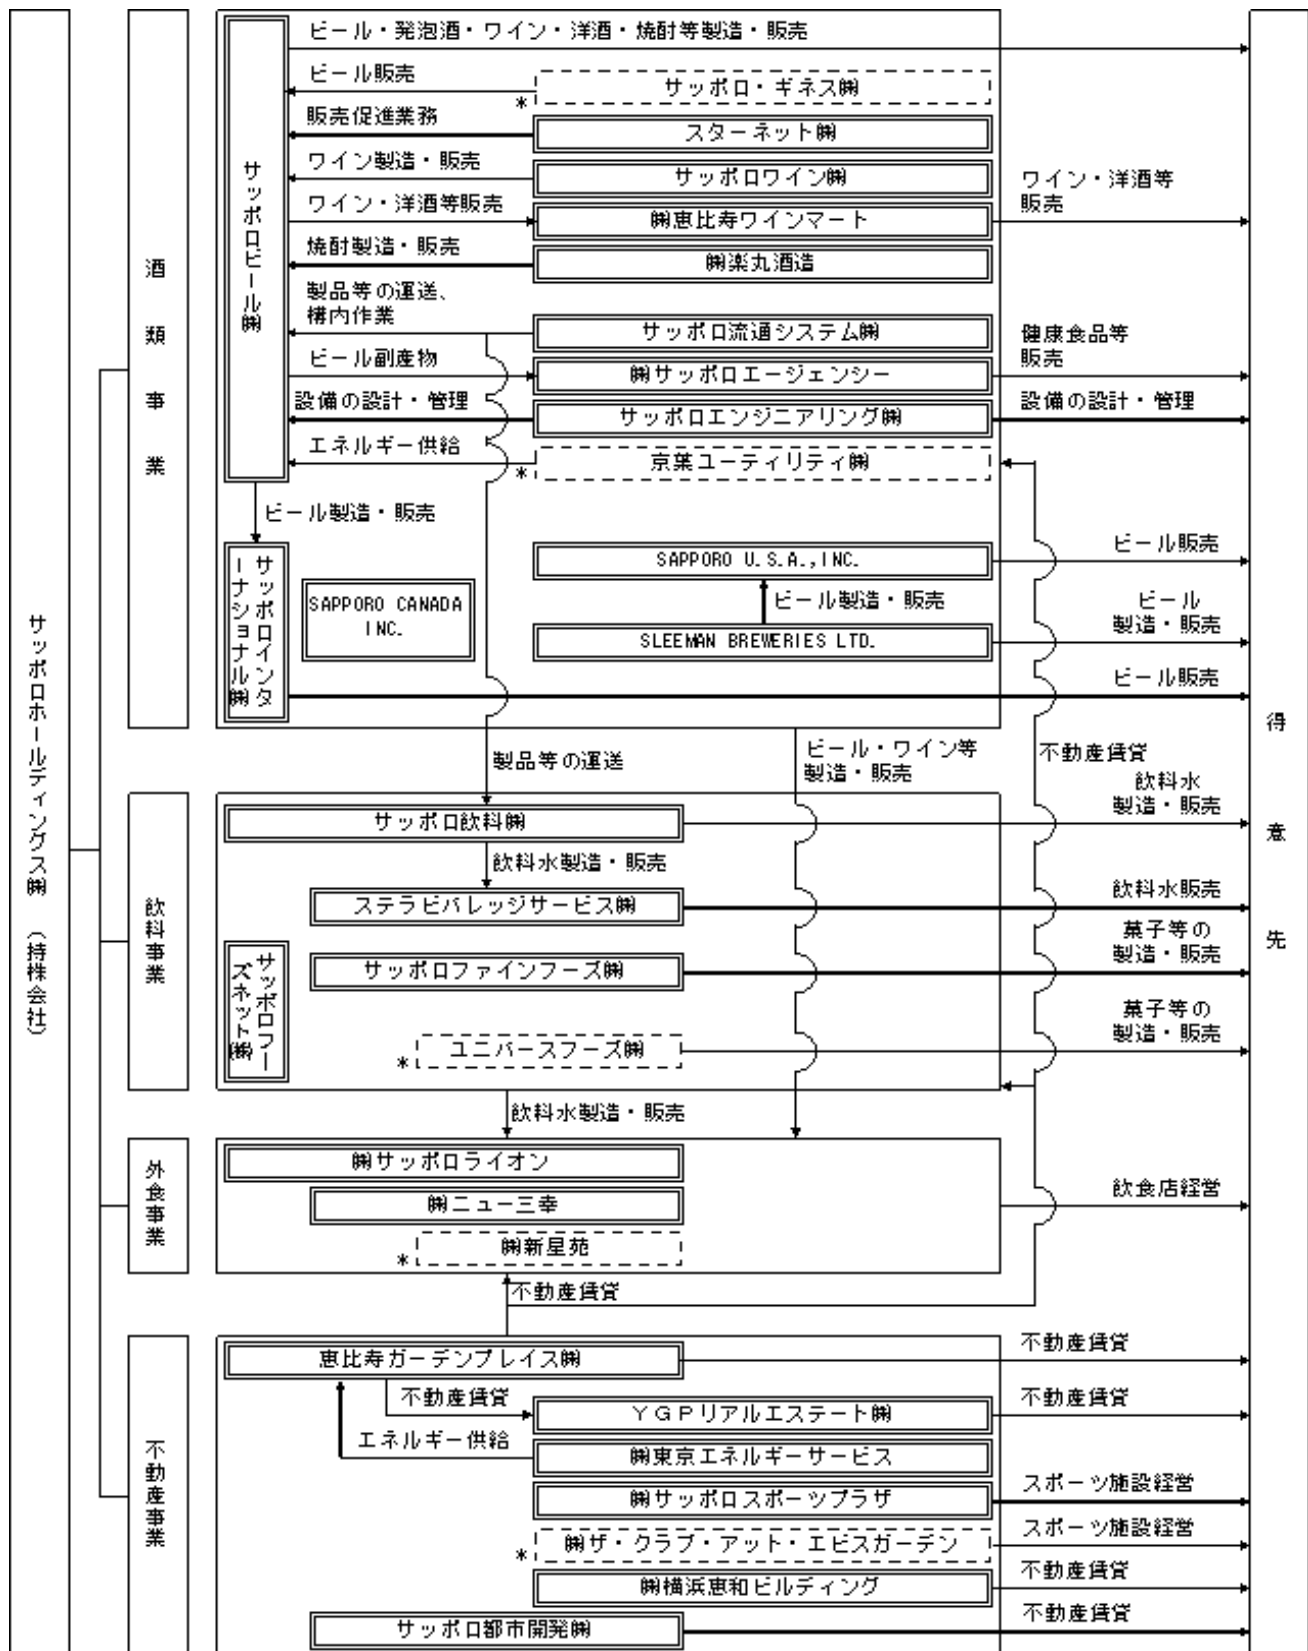 サッポロホールディングス㈱ （持株会社）
酒類事業
サッポロビール㈱
ビール・発泡酒・ワイン・洋酒・焼酎等製造・販売
ビール販売
*
サッポロ・ギネス㈱
販売促進業務
スターネット㈱
ワイン製造・販売
サッポロワイン㈱
ワイン・洋酒等販売
㈱恵比寿ワインマート
ワイン・洋酒等
販売
焼酎製造・販売
㈱楽丸酒造
製品等の運送、
構内作業
サッポロ流通システム㈱
ビール副産物
㈱サッポロエージェンシー
健康食品等
販売
設備の設計・管理
サッポロエンジニアリング㈱
設備の設計・管理
エネルギー供給
*
京葉ユーティリティ㈱
ビール製造・販売
サッポロインタ
ーナショナル㈱
SAPPORO CANADA
INC.
SAPPORO U.S.A.,INC.
ビール販売
ビール製造・販売
SLEEMAN BREWERIES LTD.
ビール
製造・販売
ビール販売
得意先
製品等の運送
ビール・ワイン等
製造・販売
不動産賃貸
飲料事業
サッポロ飲料㈱
飲料水
製造・販売
飲料水製造・販売
ステラビバレッジサービス㈱
飲料水販売
サッポロフー
ズネット㈱
サッポロファインフーズ㈱
菓子等の
製造・販売
*
ユニバースフーズ㈱
菓子等の
製造・販売
飲料水製造・販売
外食事業
㈱サッポロライオン
㈱ニュー三幸
飲食店経営
*
㈱新星苑
不動産賃貸
不動産事業
恵比寿ガーデンプレイス㈱
不動産賃貸
不動産賃貸
ＹＧＰリアルエステート㈱
不動産賃貸
エネルギー供給
㈱東京エネルギーサービス
㈱サッポロスポーツプラザ
スポーツ施設経営
*
㈱ザ・クラブ・アット・エビスガーデン
スポーツ施設経営
㈱横浜恵和ビルディング
不動産賃貸
サッポロ都市開発㈱
不動産賃貸